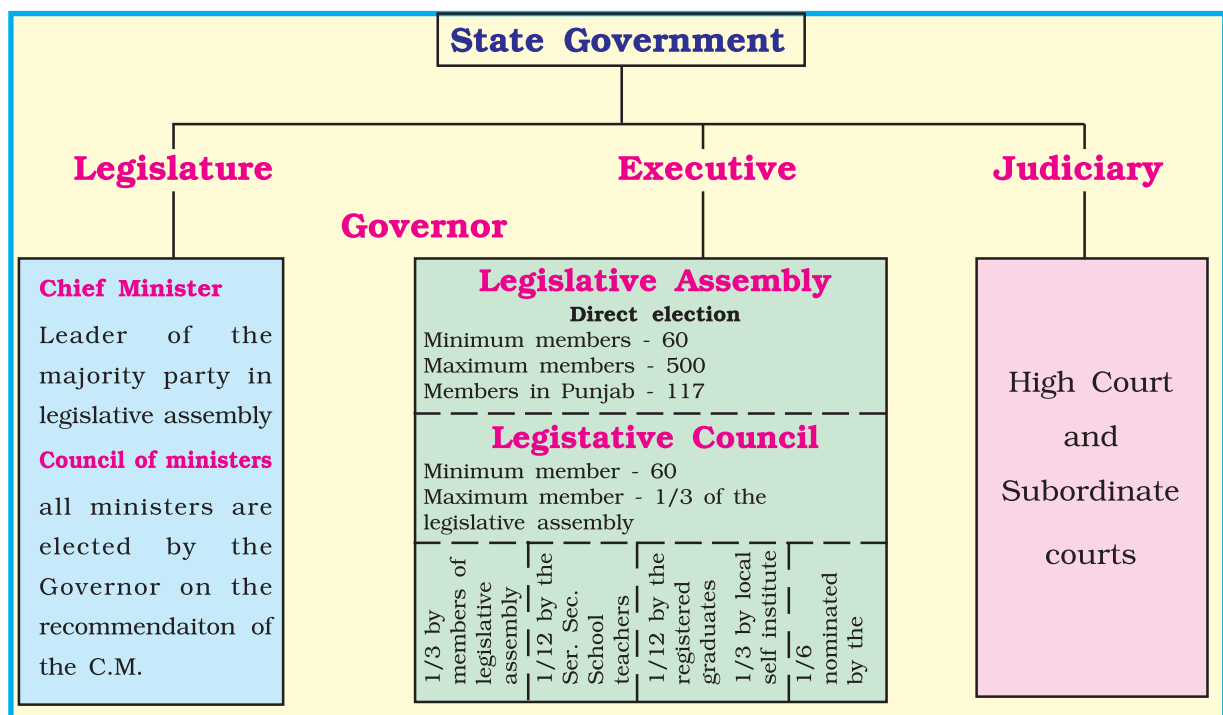 State Government
Legislature
Executive
Judiciary
Governor
Chief Minister
Leader of the
majority party in
legislative assembly
Council of ministers
all ministers are
elected by the
Governor on the
recommendaiton of
the C.M.
Legislative Assembly
Direct election
Minimum members - 60
Maximum members - 500
Members in Punjab - 117
Legistative Council
Minimum member - 60
Maximum member - 1/3 of the
legislative assembly
1/3 by
members of
legislative
assembly
1/12 by the
Ser. Sec.
School
teachers
1/12 by the
registered
graduates
1/3 by local
self institute
1/6
nominated
by the
High Court
and
Subordinate
courts